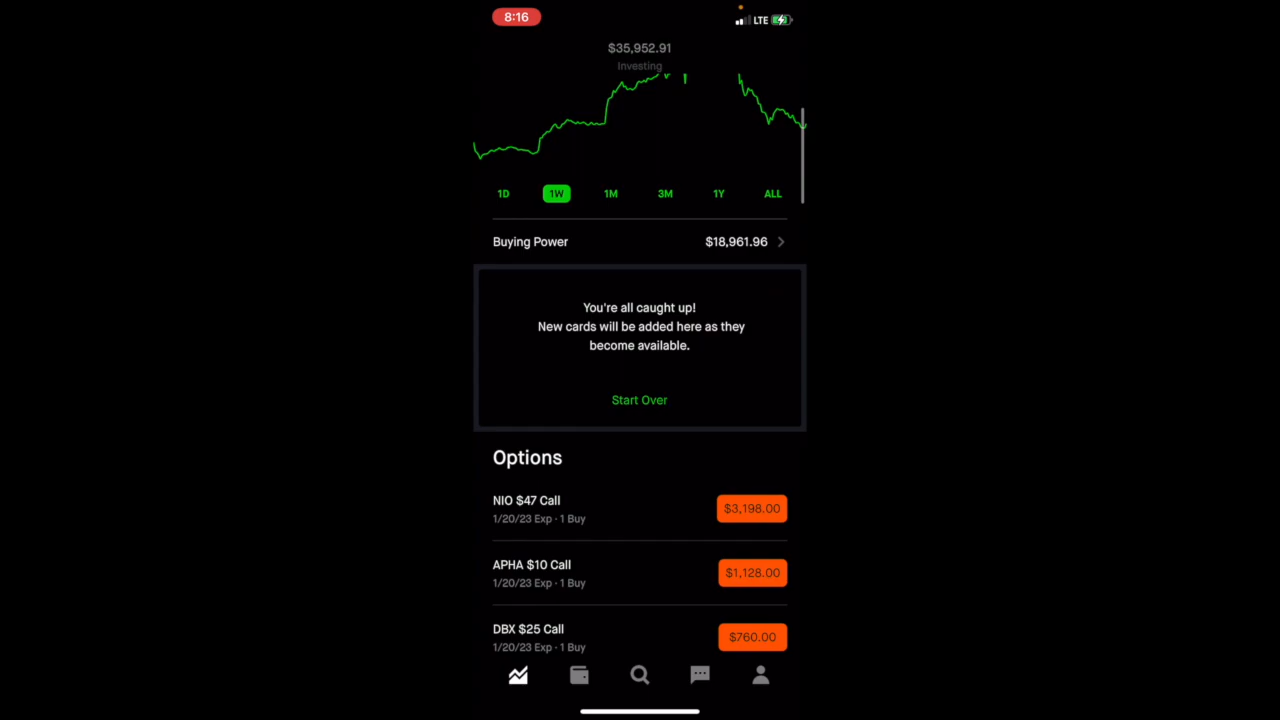 8:16
LTE
$35,952.91
Investing
1D 1W 1M 3M 1Y ALL
Buying Power $18,961.96
You're all caught up!
New cards will be added here as they
become available.
Start Over
Options
NIO $47 Call
$3,198.00
1/20/23 Exp · 1 Buy
APHA $10 Call
$1,128.00
1/20/23 Exp · 1 Buy
DBX $25 Call
$760.00
1/20/23 Exp · 1 Buy